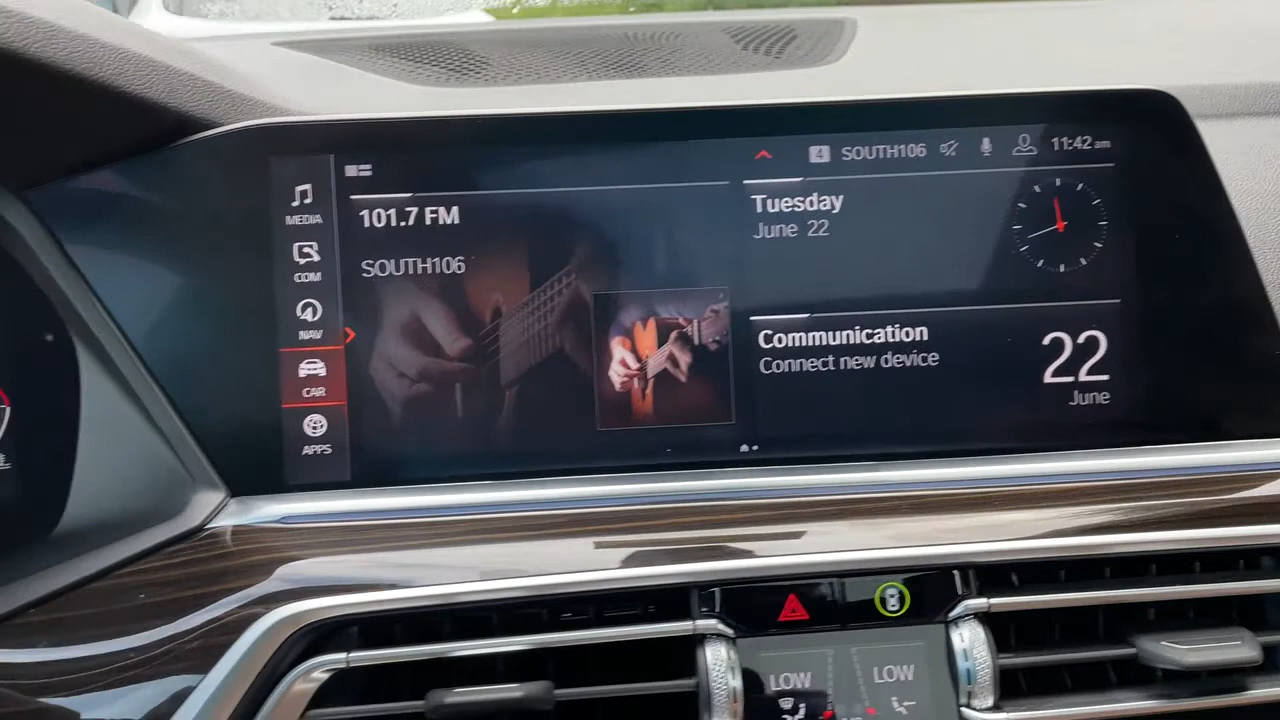 4 SOUTH106 11:42 am
MEDIA
COM
NAV
CAR
APPS
101.7 FM
SOUTH106
Tuesday
June 22
Communication
Connect new device
22
June
LOW
LOW